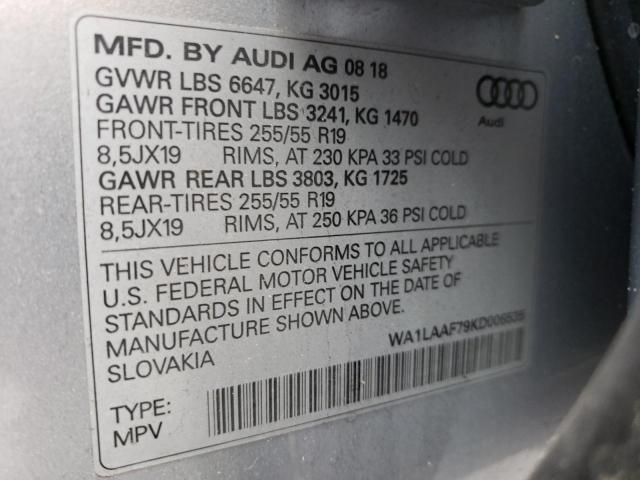 MFD. BY AUDI AG 08 18
GVWR LBS 6647, KG 3015
GAWR FRONT LBS 3241, KG 1470
FRONT-TIRES 255/55 R19
8,5JX19 RIMS, AT 230 KPA 33 PSI COLD
GAWR REAR LBS 3803, KG 1725
REAR-TIRES 255/55 R19
8,5JX19 RIMS, AT 250 KPA 36 PSI COLD
Audi
THIS VEHICLE CONFORMS TO ALL APPLICABLE
U.S. FEDERAL MOTOR VEHICLE SAFETY
STANDARDS IN EFFECT ON THE DATE OF
MANUFACTURE SHOWN ABOVE.
SLOVAKIA
WA1LAAF79KD006535
TYPE:
MPV